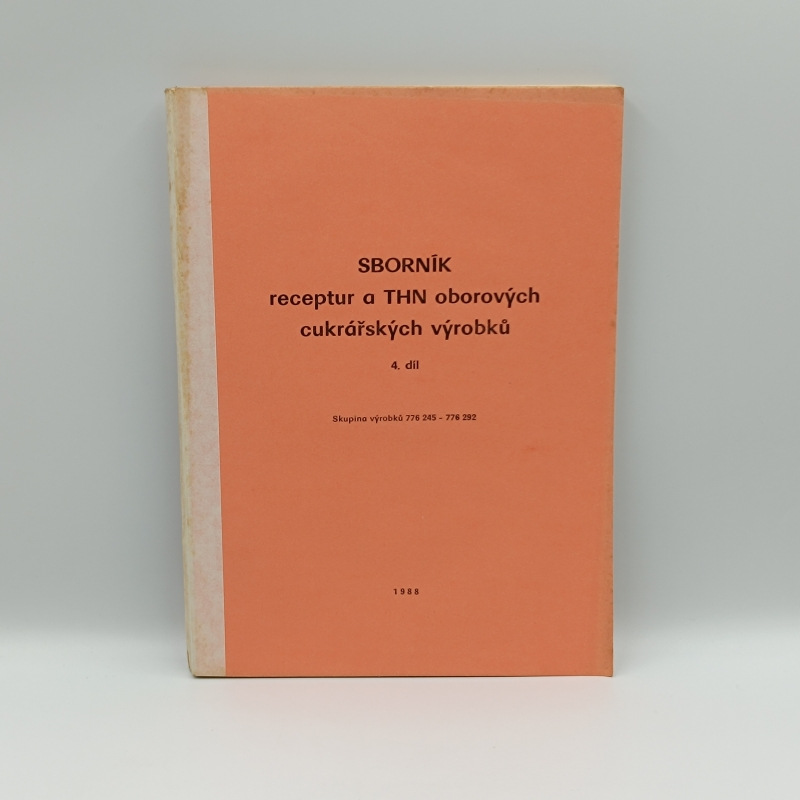 SBORNÍK
receptur a THN oborových
cukrářských výrobků
4. díl
Skupina výrobků 776 245 – 776 292
1988